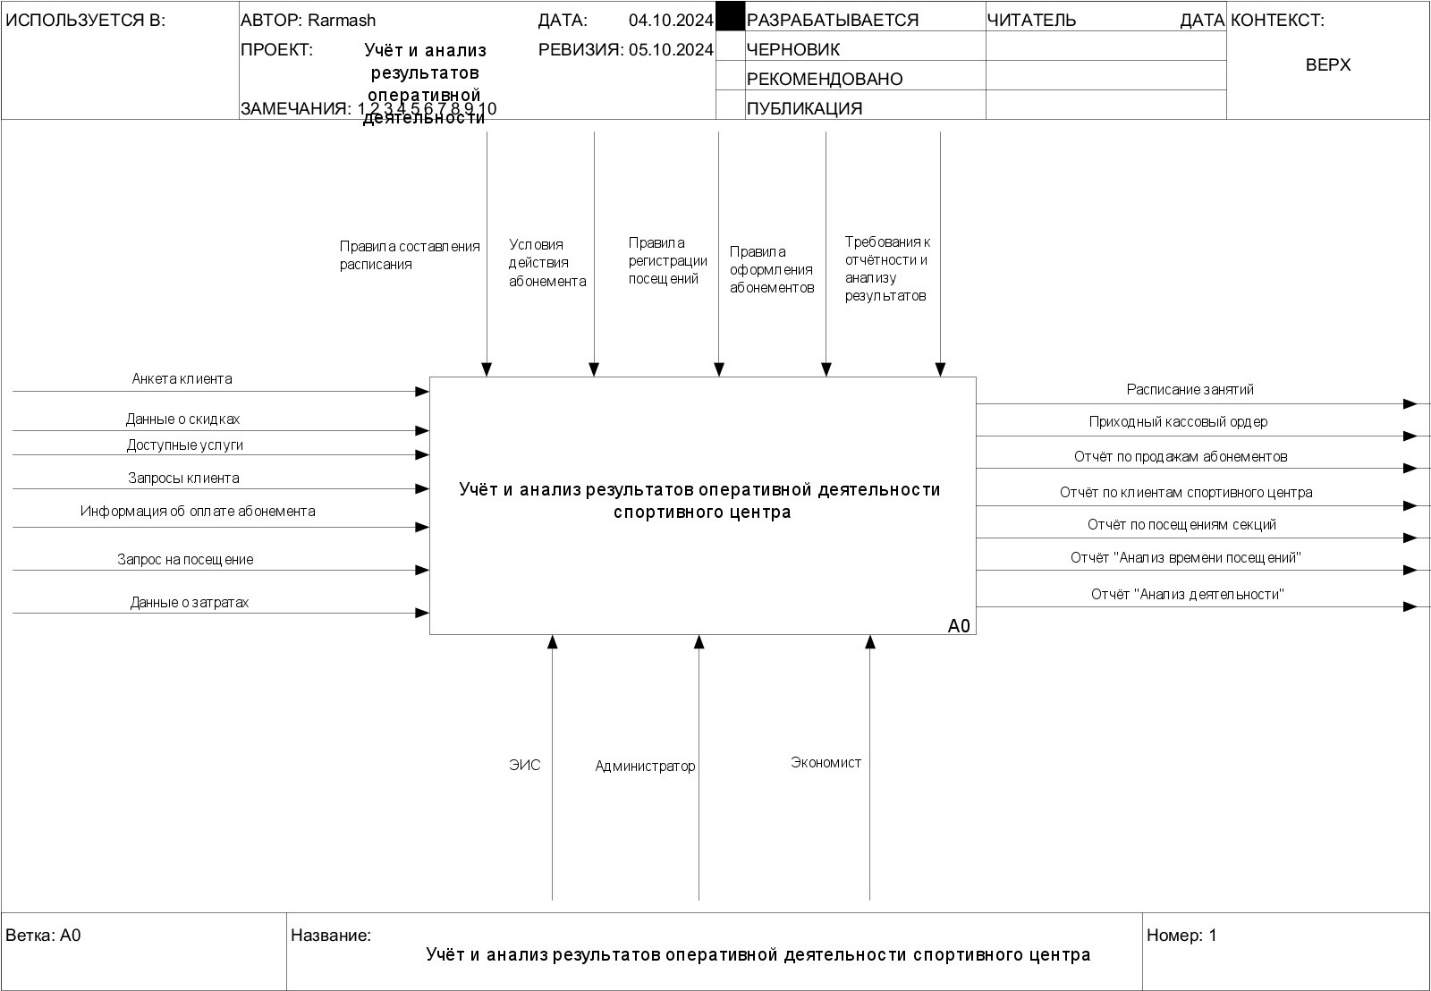 ИСПОЛЬЗУЕТСЯ В:
АВТОР: Rarmash
ДАТА: 04.10.2024
РАЗРАБАТЫВАЕТСЯ
ЧИТАТЕЛЬ
ДАТА
КОНТЕКСТ:
ПРОЕКТ:
Учёт и анализ
результатов
оперативной
деятельности
РЕВИЗИЯ: 05.10.2024
ЧЕРНОВИК
ВЕРХ
РЕКОМЕНДОВАНО
ЗАМЕЧАНИЯ: 1 2 3 4 5 6 7 8 9 10
ПУБЛИКАЦИЯ
Правила составления
расписания
Условия
действия
абонемента
Правила
регистрации
посещений
Правила
оформления
абонементов
Требования к
отчётности и
анализу
результатов
Анкета клиента
Данные о скидках
Доступные услуги
Запросы клиента
Информация об оплате абонемента
Запрос на посещение
Данные о затратах
Учёт и анализ результатов оперативной деятельности
спортивного центра
A0
Расписание занятий
Приходный кассовый ордер
Отчёт по продажам абонементов
Отчёт по клиентам спортивного центра
Отчёт по посещениям секций
Отчёт "Анализ времени посещений"
Отчёт "Анализ деятельности"
ЭИС
Администратор
Экономист
Ветка: A0
Название:
Учёт и анализ результатов оперативной деятельности спортивного центра
Номер: 1